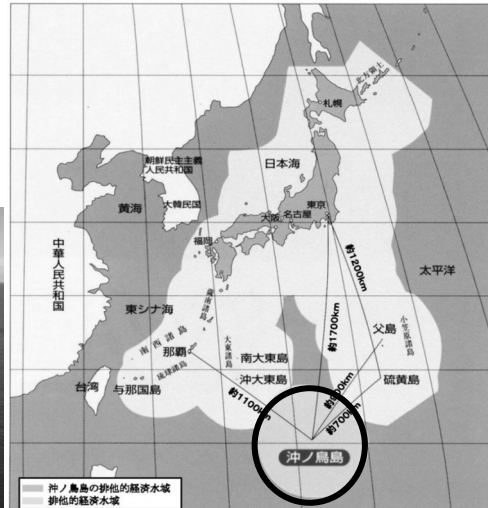 北方領土
札幌
日本海
朝鮮民主主義
人民共和国
大韓民国
黄海
東京
名古屋
大阪
福岡
中華人民共和国
太平洋
東シナ海
薩南諸島
約1200km
約1700km
小笠原諸島
父島
南西諸島
那覇
大東諸島
南大東島
琉球諸島
沖大東島
硫黄島
台湾
与那国島
約1100km
約700km
沖ノ鳥島
沖ノ鳥島の排他的経済水域
排他的経済水域